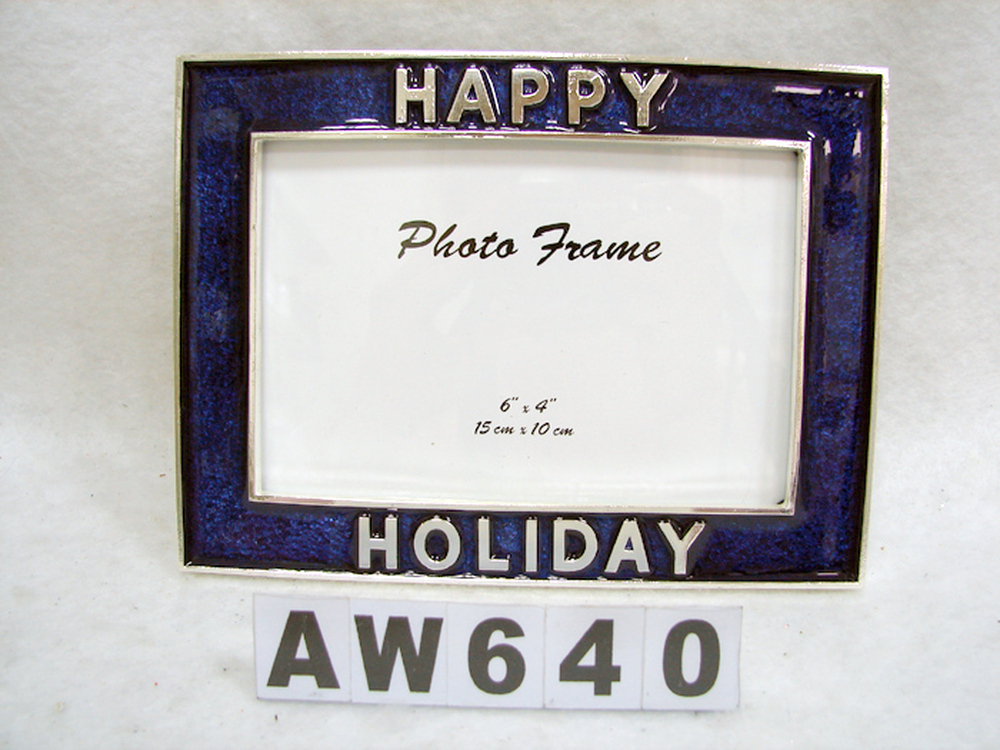 HAPPY
Photo Frame
6" x 4"
15 cm x 10 cm
HOLIDAY
AW640